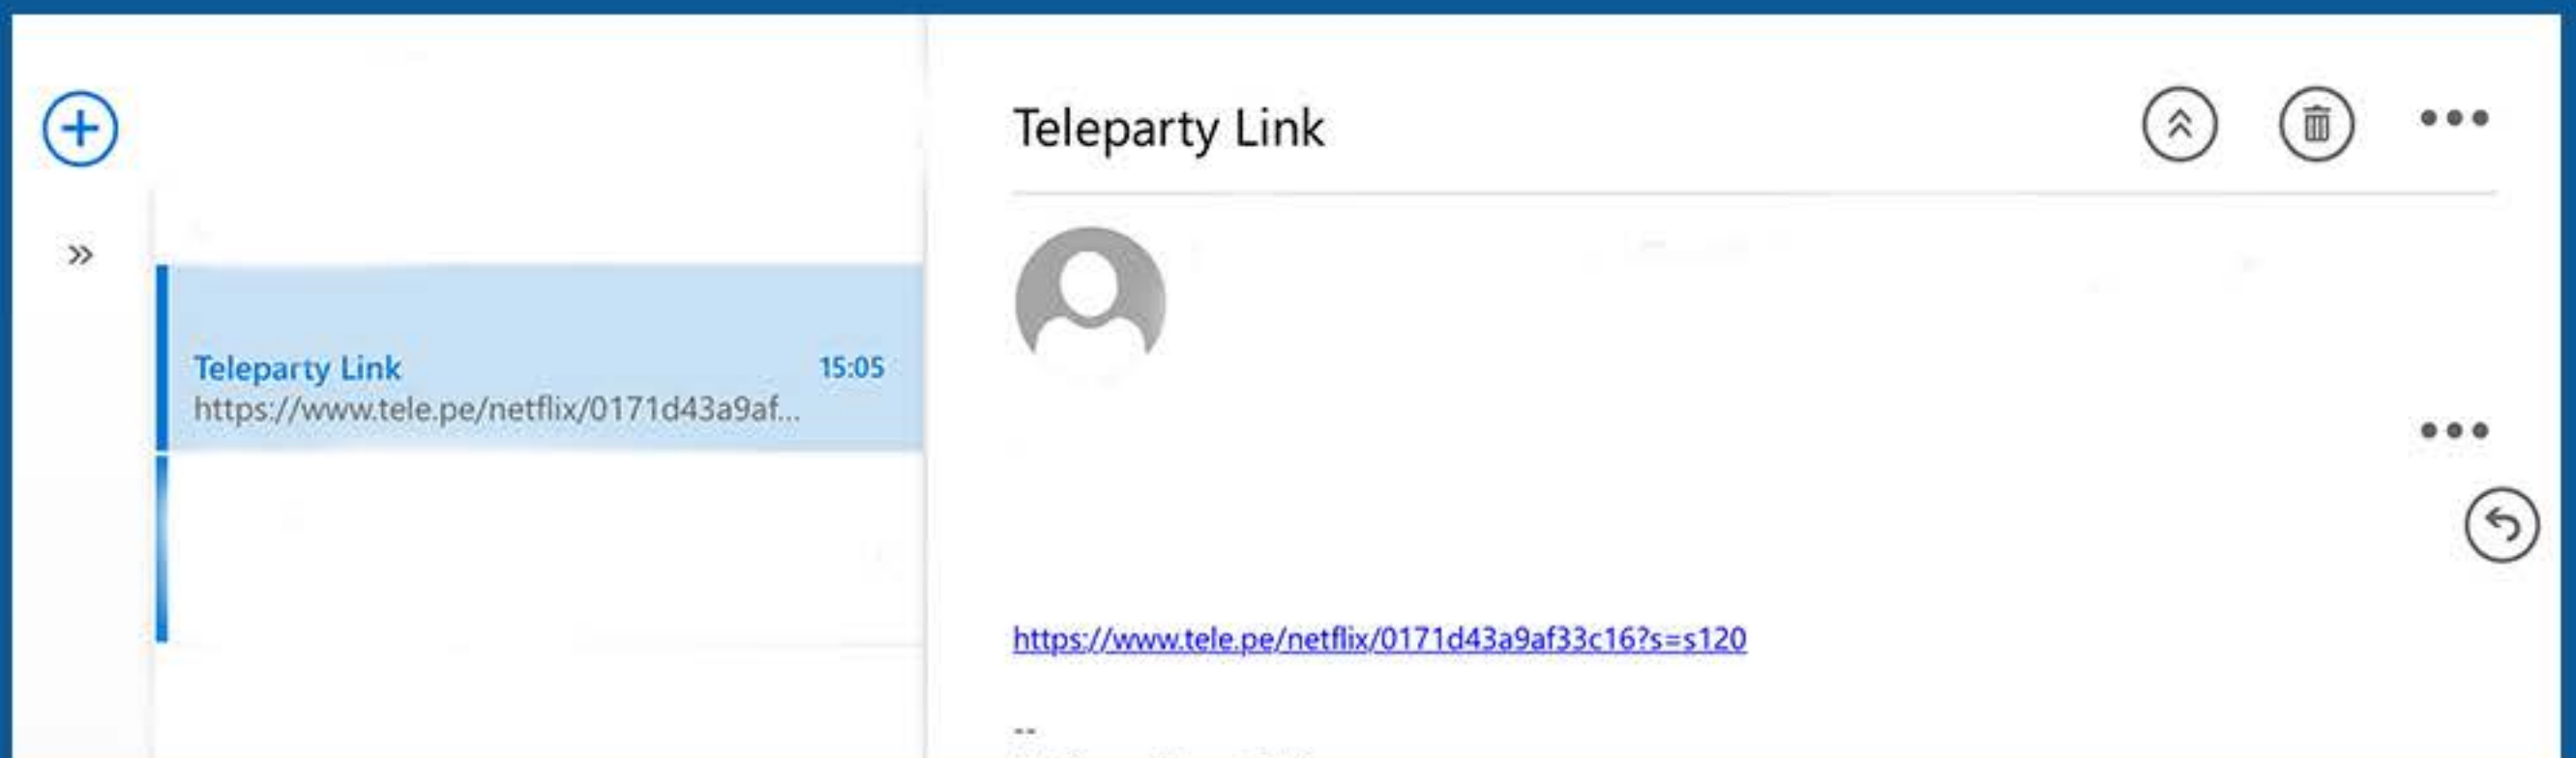 Teleparty Link
Teleparty Link 15:05
https://www.tele.pe/netflix/0171d43a9af...
https://www.tele.pe/netflix/0171d43a9af33c16?s=s120
--